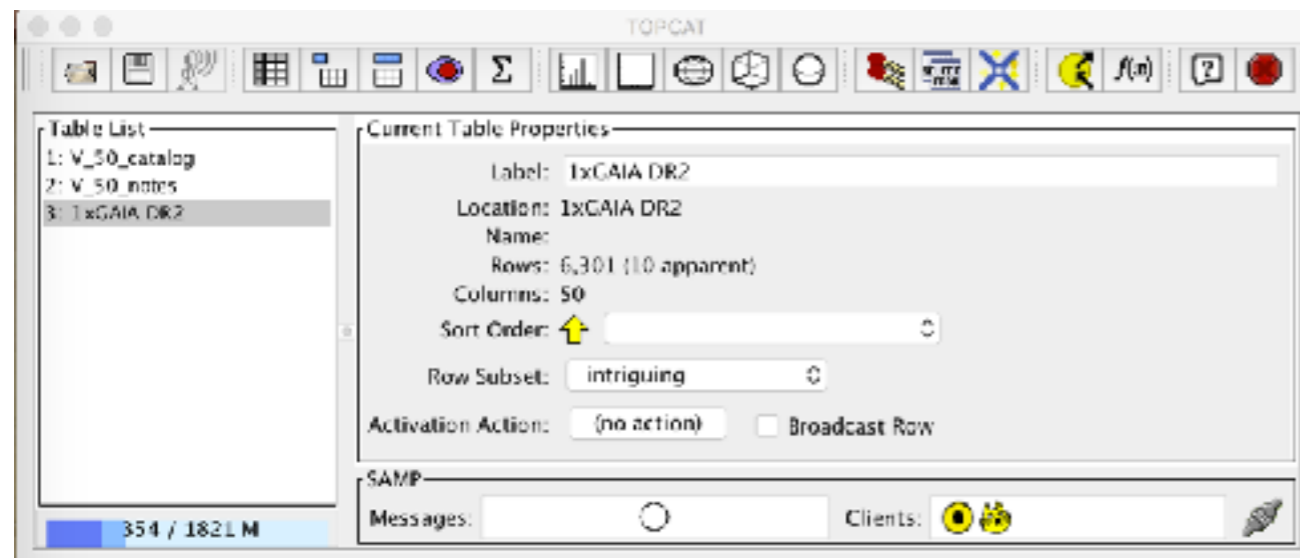 TOPCAT
Σ
f(x)
?
Table List
1: V_50_catalog
2: V_50_notes
3: 1xGAIA DR2
Current Table Properties
Label: 1xGAIA DR2
Location: 1xGAIA DR2
Name:
Rows: 6,301 (10 apparent)
Columns: 50
Sort Order:
Row Subset: intriguing
Activation Action: (no action) Broadcast Row
SAMP
Messages: Clients:
354 / 1821 M